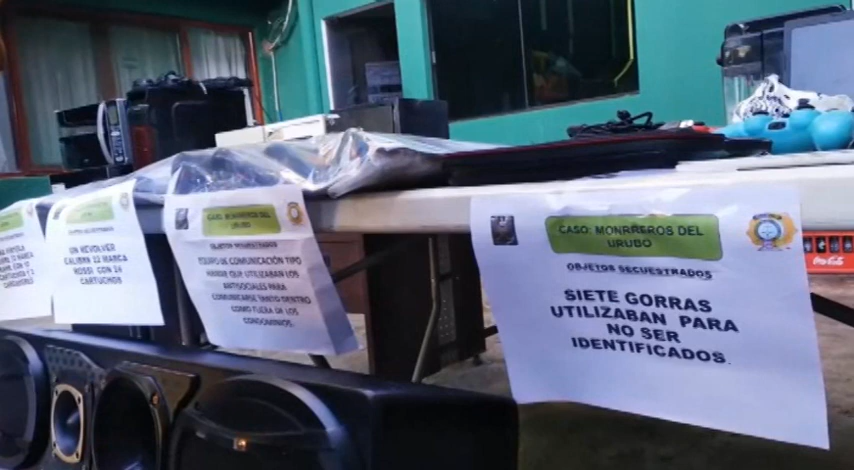 UN REVOLVER
CALIBRE 22 MARCA
ROSSI CON 24
CARTUCHOS
CASO: MONRREROS DEL
URUBO
OBJETOS SECUESTRADOS
EQUIPO DE COMUNICACIÓN TIPO
QUE UTILIZABAN LOS
ANTISOCIALES PARA
COMUNICARSE TANTO DENTRO
COMO FUERA DE LOS
CONDOMINIOS.
CASO: MONRREROS DEL
URUBO
OBJETOS SECUESTRADOS
SIETE GORRAS
UTILIZABAN PARA
NO SER
IDENTIFICADOS.
Coca-Cola